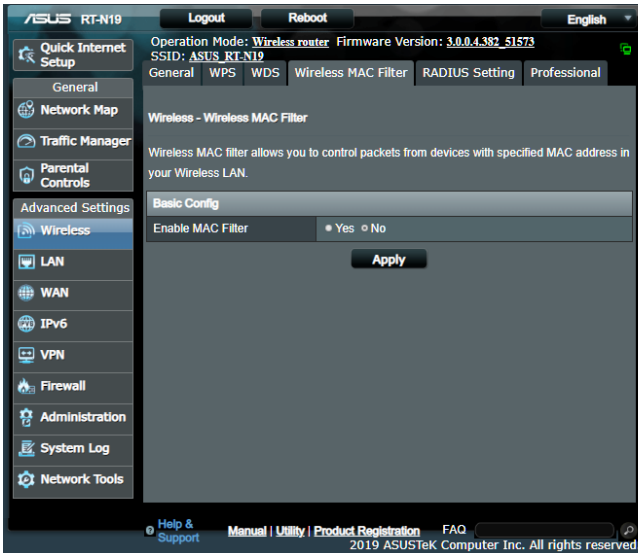 ASUS RT-N19 Logout Reboot English
Quick Internet Setup
Operation Mode: Wireless router Firmware Version: 3.0.0.4.382_51573
SSID: ASUS_RT-N19
General WPS WDS Wireless MAC Filter RADIUS Setting Professional
General
Network Map
Traffic Manager
Parental Controls
Advanced Settings
Wireless
LAN
WAN
IPv6
VPN
Firewall
Administration
System Log
Network Tools
Wireless - Wireless MAC Filter
Wireless MAC filter allows you to control packets from devices with specified MAC address in
your Wireless LAN.
Basic Config
Enable MAC Filter Yes No
Apply
Help & Support Manual | Utility | Product Registration FAQ
2019 ASUSTeK Computer Inc. All rights reserved